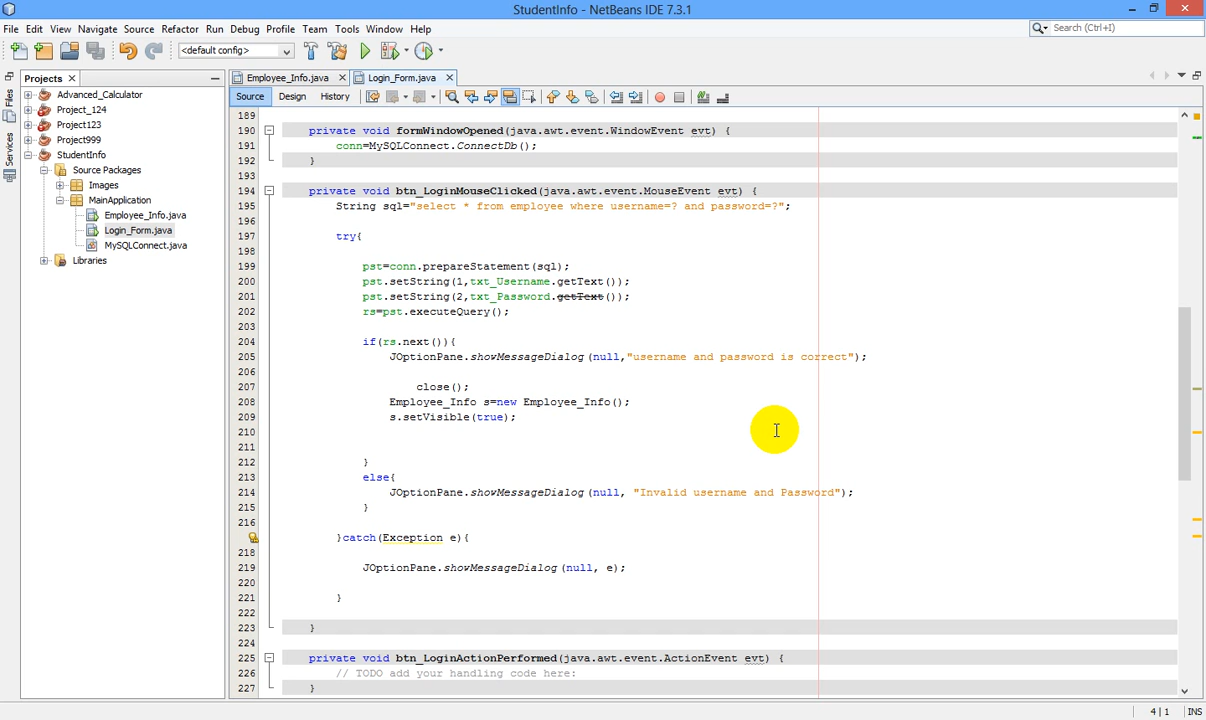 StudentInfo - NetBeans IDE 7.3.1
File Edit View Navigate Source Refactor Run Debug Profile Team Tools Window Help
Search (Ctrl+I)
<default config>
Projects
Files
Services
Advanced_Calculator
Project_124
Project123
Project999
StudentInfo
Source Packages
Images
MainApplication
Employee_Info.java
Login_Form.java
MySQLConnect.java
Libraries
Employee_Info.java Login_Form.java
Source Design History
189
190 private void formWindowOpened(java.awt.event.WindowEvent evt) {
191 conn=MySQLConnect.ConnectDb();
192 }
193
194 private void btn_LoginMouseClicked(java.awt.event.MouseEvent evt) {
195 String sql="select * from employee where username=? and password=?";
196
197 try{
198
199 pst=conn.prepareStatement(sql);
200 pst.setString(1,txt_Username.getText());
201 pst.setString(2,txt_Password.getText());
202 rs=pst.executeQuery();
203
204 if(rs.next()){
205 JOptionPane.showMessageDialog(null,"username and password is correct");
206
207 close();
208 Employee_Info s=new Employee_Info();
209 s.setVisible(true);
210
211
212 }
213 else{
214 JOptionPane.showMessageDialog(null, "Invalid username and Password");
215 }
216
}catch(Exception e){
218
219 JOptionPane.showMessageDialog(null, e);
220
221 }
222
223 }
224
225 private void btn_LoginActionPerformed(java.awt.event.ActionEvent evt) {
226 // TODO add your handling code here:
227 }
4|1 INS